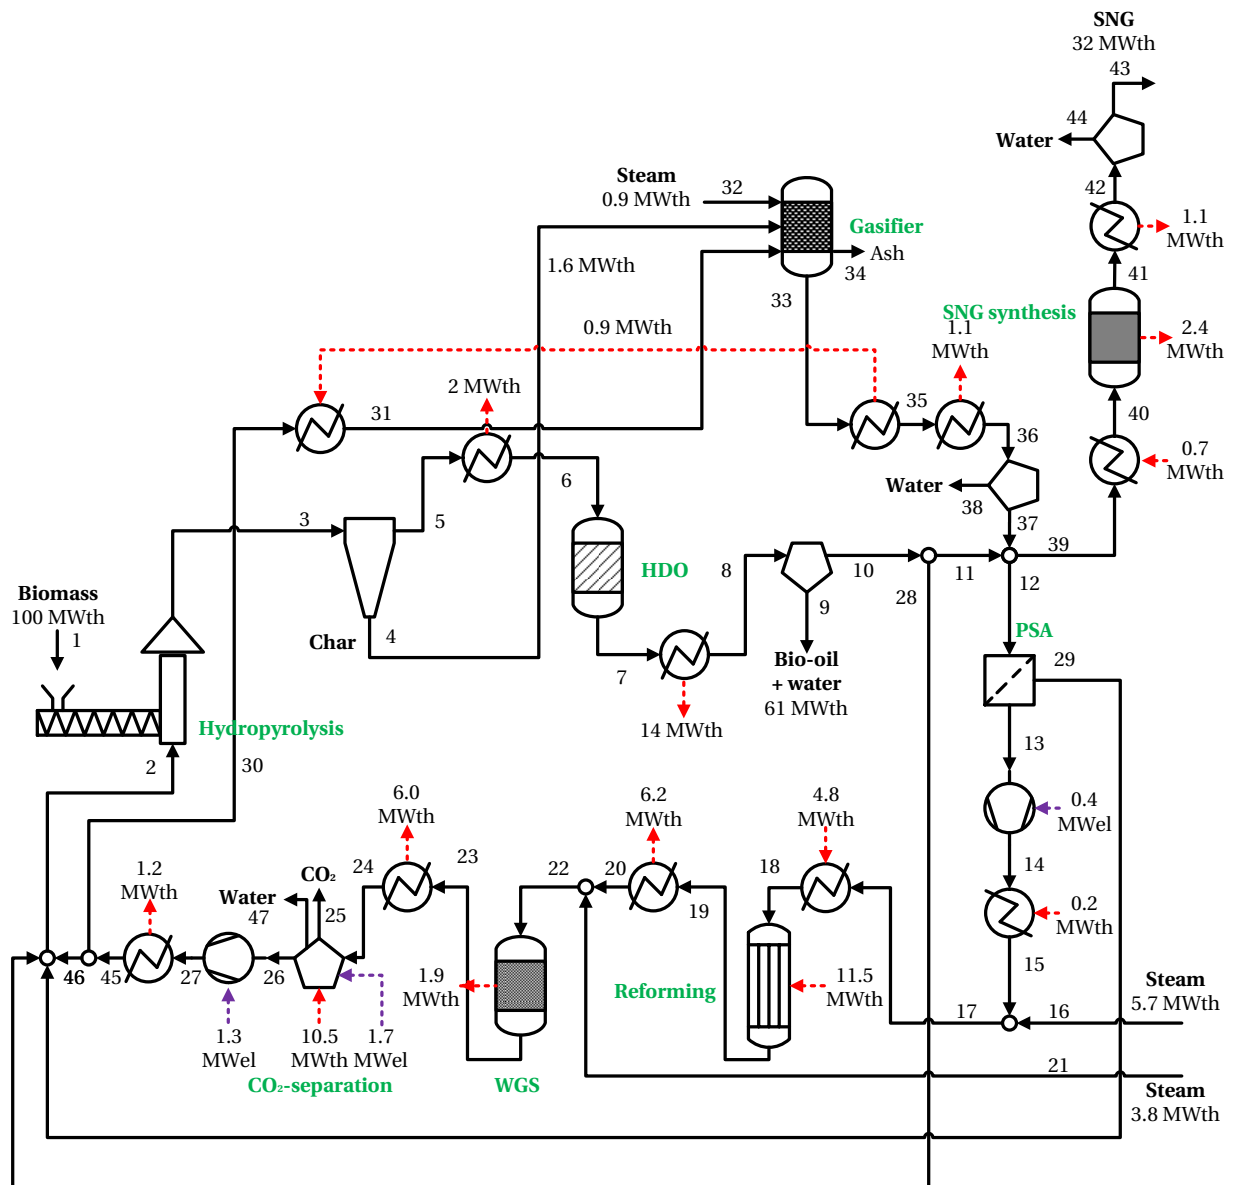 SNG
32 MWth
43
44
Water
42
1.1
MWth
41
Steam
0.9 MWth
32
Gasifier
Ash
34
1.6 MWth
33
SNG synthesis
2.4
MWth
0.9 MWth
1.1
MWth
2 MWth
31
35
40
36
0.7
MWth
6
Water
38
37
3
5
39
HDO
8
10
11
12
28
9
Biomass
100 MWth
1
Char
4
PSA
29
7
Bio-oil
+ water
61 MWth
14 MWth
Hydropyrolysis
13
2
30
6.0
MWth
6.2
MWth
4.8
MWth
0.4
MWel
1.2
MWth
CO₂
Water
47
25
24
23
22
20
18
14
19
0.2
MWth
46
45
27
26
15
1.9
MWth
Reforming
11.5
MWth
Steam
5.7 MWth
17
16
1.3
MWel
10.5
MWth
1.7
MWel
CO₂-separation
WGS
21
Steam
3.8 MWth